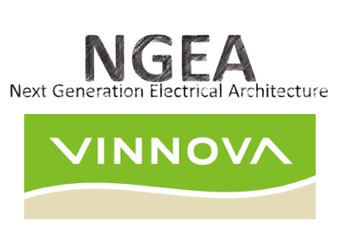 NGEA
Next Generation Electrical Architecture
VINNOVA